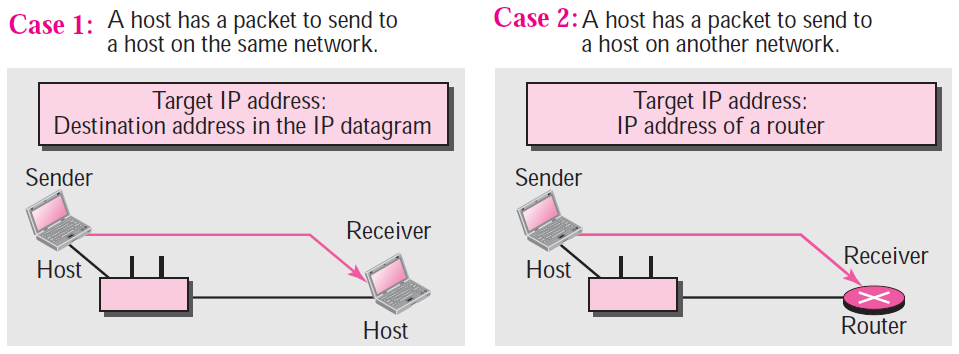 Case 1: A host has a packet to send to
a host on the same network.
Target IP address:
Destination address in the IP datagram
Sender
Receiver
Host
Host
Case 2: A host has a packet to send to
a host on another network.
Target IP address:
IP address of a router
Sender
Receiver
Host
Router